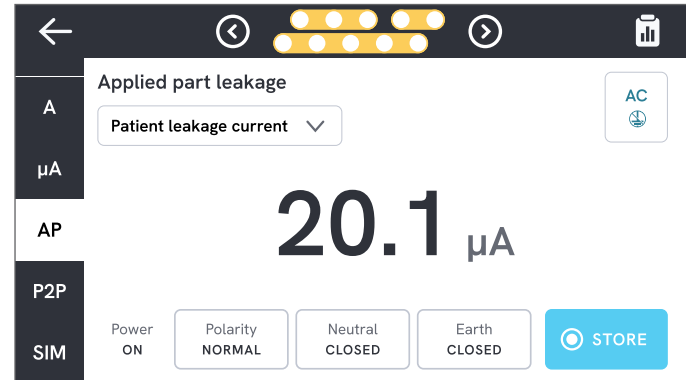 Applied part leakage
AC
Patient leakage current
A
µA
AP
P2P
SIM
20.1 µA
Power
ON
Polarity
NORMAL
Neutral
CLOSED
Earth
CLOSED
STORE